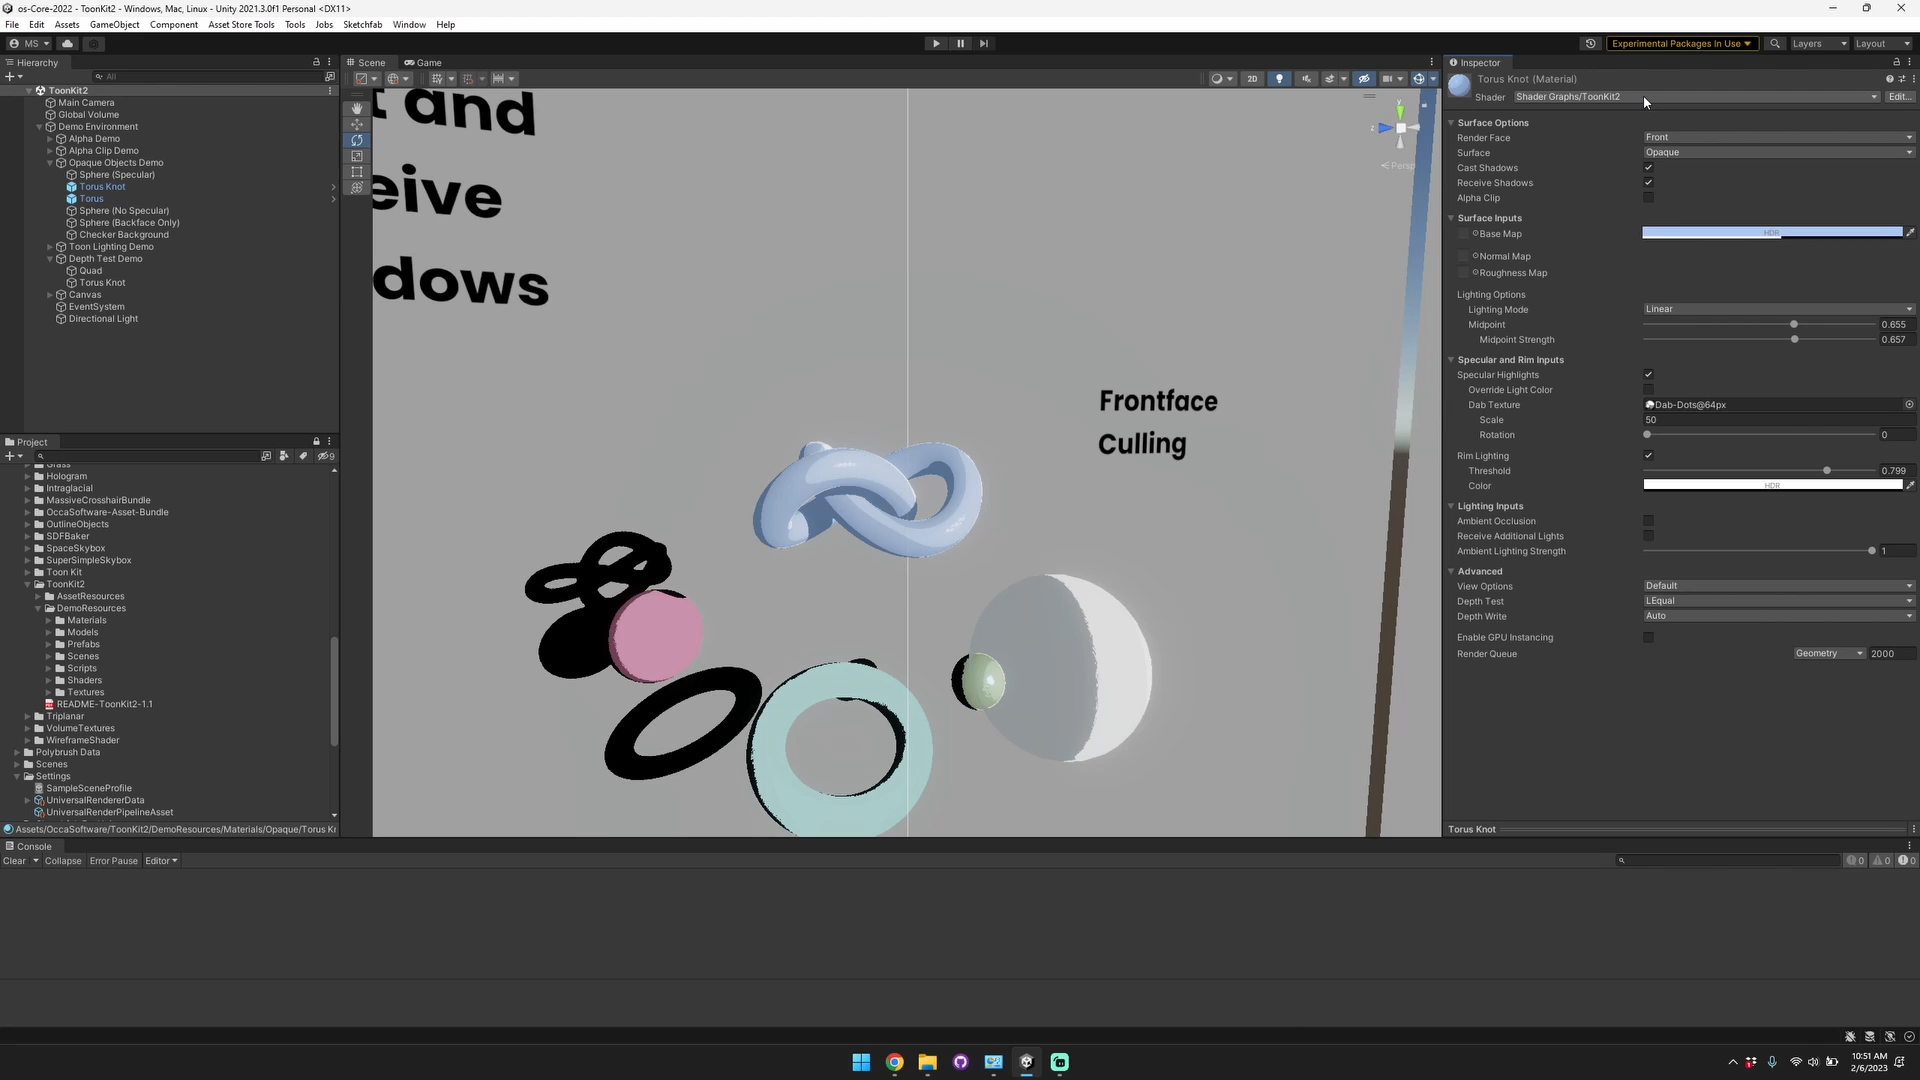 os-Core-2022 - ToonKit2 - Windows, Mac, Linux - Unity 2021.3.0f1 Personal <DX11>
File Edit Assets GameObject Component Asset Store Tools Tools Jobs Sketchfab Window Help
MS
Experimental Packages In Use
Layers
Layout
Hierarchy
All
ToonKit2
Main Camera
Global Volume
Demo Environment
Alpha Demo
Alpha Clip Demo
Opaque Objects Demo
Sphere (Specular)
Torus Knot
Torus
Sphere (No Specular)
Sphere (Backface Only)
Checker Background
Toon Lighting Demo
Depth Test Demo
Quad
Torus Knot
Canvas
EventSystem
Directional Light
Project
9
Grass
Hologram
Intraglacial
MassiveCrosshairBundle
OccaSoftware-Asset-Bundle
OutlineObjects
SDFBaker
SpaceSkybox
SuperSimpleSkybox
Toon Kit
ToonKit2
AssetResources
DemoResources
Materials
Models
Prefabs
Scenes
Scripts
Shaders
Textures
README-ToonKit2-1.1
Triplanar
VolumeTextures
WireframeShader
Polybrush Data
Scenes
Settings
SampleSceneProfile
UniversalRendererData
UniversalRenderPipelineAsset
Assets/OccaSoftware/ToonKit2/DemoResources/Materials/Opaque/Torus Kr
Scene Game
2D
t and
eive
dows
y
z
Persp
Frontface
Culling
Inspector
Torus Knot (Material)
Shader Shader Graphs/ToonKit2 Edit...
Surface Options
Render Face Front
Surface Opaque
Cast Shadows
Receive Shadows
Alpha Clip
Surface Inputs
Base Map HDR
Normal Map
Roughness Map
Lighting Options
Lighting Mode Linear
Midpoint 0.655
Midpoint Strength 0.657
Specular and Rim Inputs
Specular Highlights
Override Light Color
Dab Texture Dab-Dots@64px
Scale 50
Rotation 0
Rim Lighting
Threshold 0.799
Color HDR
Lighting Inputs
Ambient Occlusion
Receive Additional Lights
Ambient Lighting Strength 1
Advanced
View Options Default
Depth Test LEqual
Depth Write Auto
Enable GPU Instancing
Render Queue Geometry 2000
Torus Knot
Console
Clear Collapse Error Pause Editor
0 0 0
10:51 AM
2/6/2023